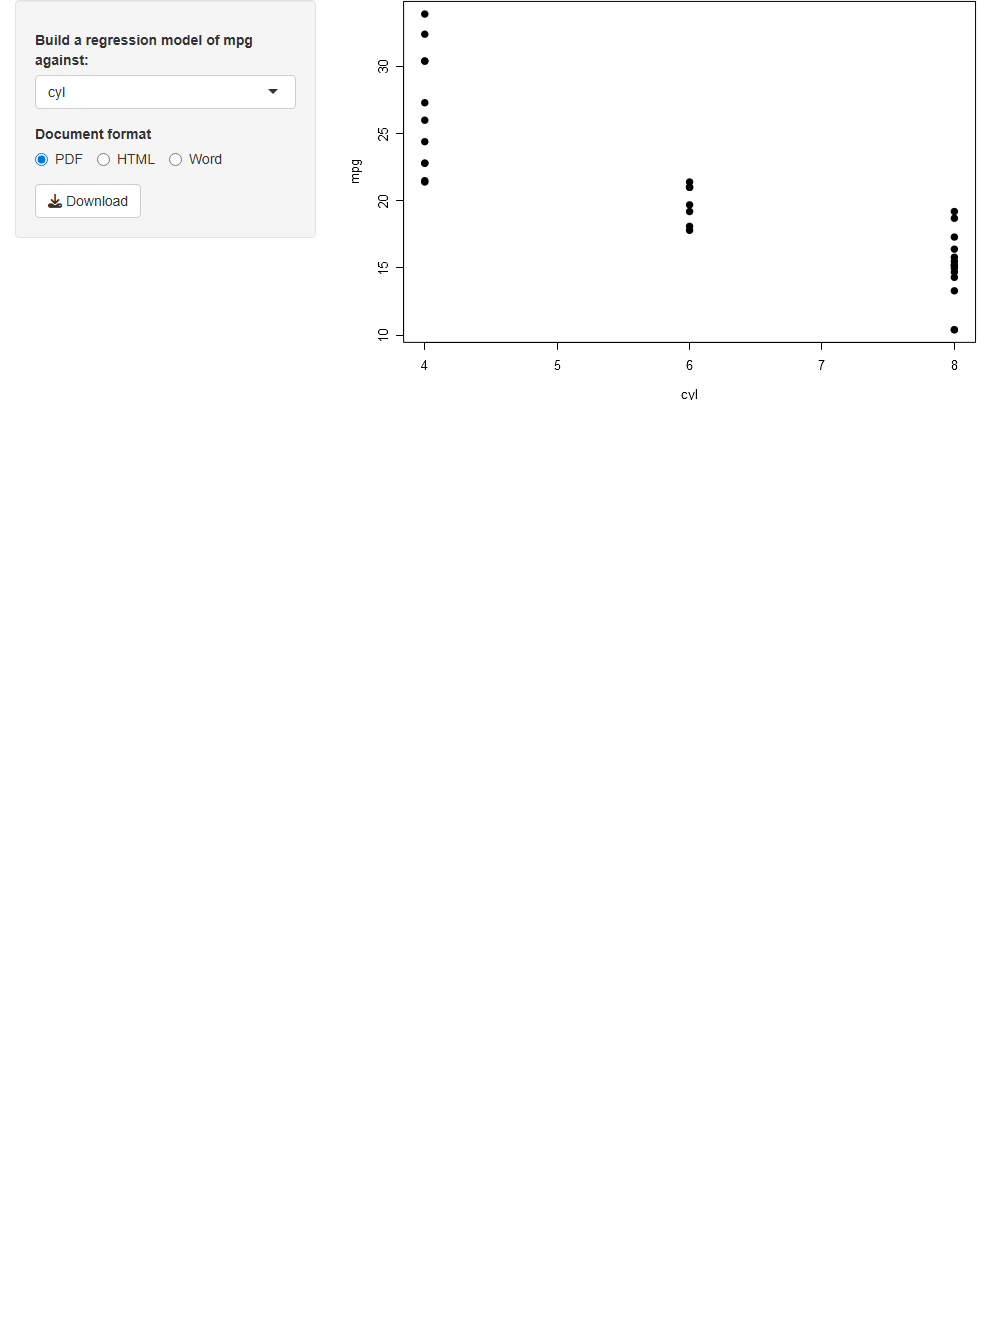 Build a regression model of mpg
against:
cyl
Document format
PDF HTML Word
Download
mpg
30
25
20
15
10
4 5 6 7 8
cyl